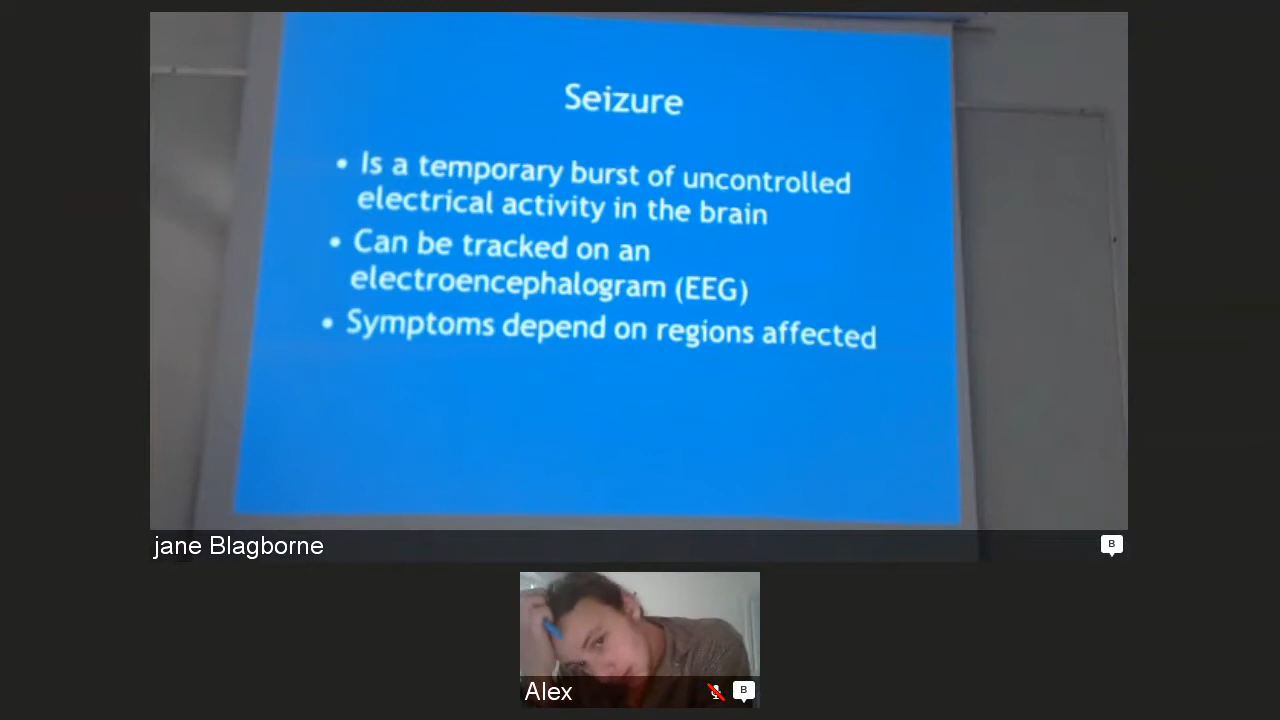 Seizure
• Is a temporary burst of uncontrolled
electrical activity in the brain
• Can be tracked on an
electroencephalogram (EEG)
• Symptoms depend on regions affected
jane Blagborne
B
Alex
B